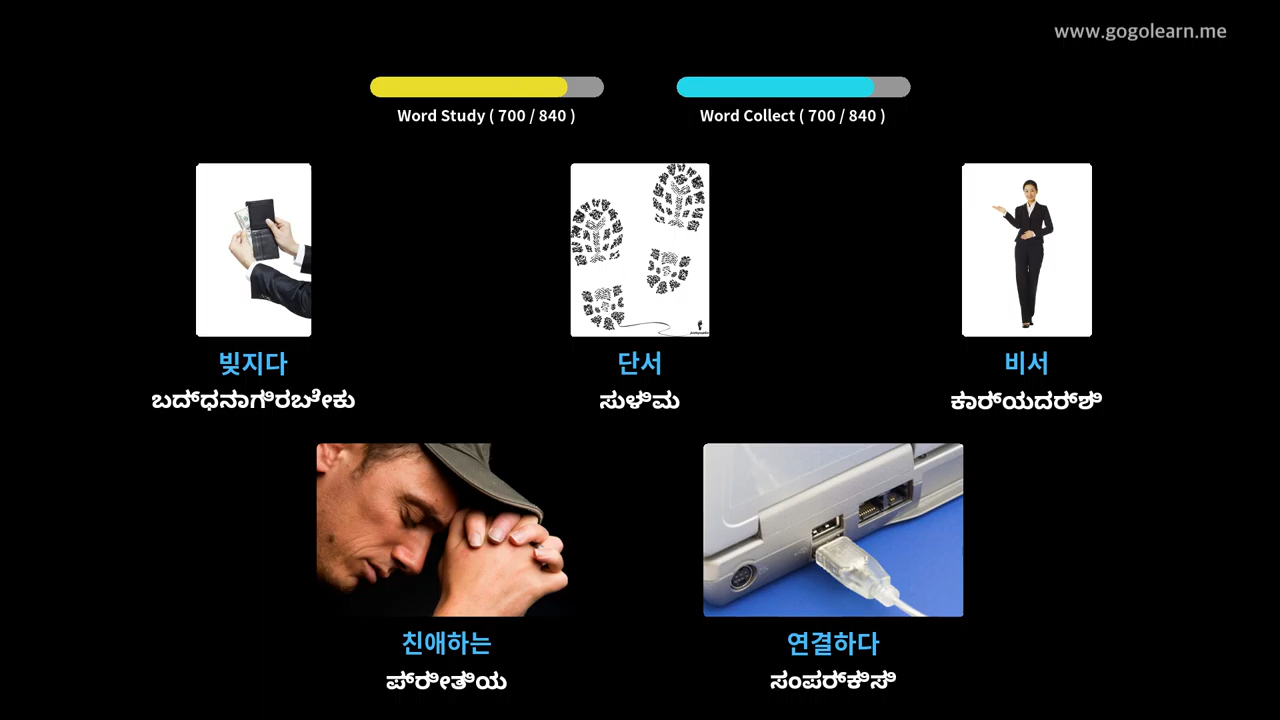 www.gogolearn.me
Word Study ( 700 / 840 )
Word Collect ( 700 / 840 )
빚지다
단서
비서
ಬದ್ಧನಾಗಿರಬೇಕು
ಸುಳಿಮ
ಕಾರ್ಯದರ್ಶಿ
친애하는
연결하다
ಪ್ರೀತಿಯ
ಸಂಪರ್ಕಿಸಿ